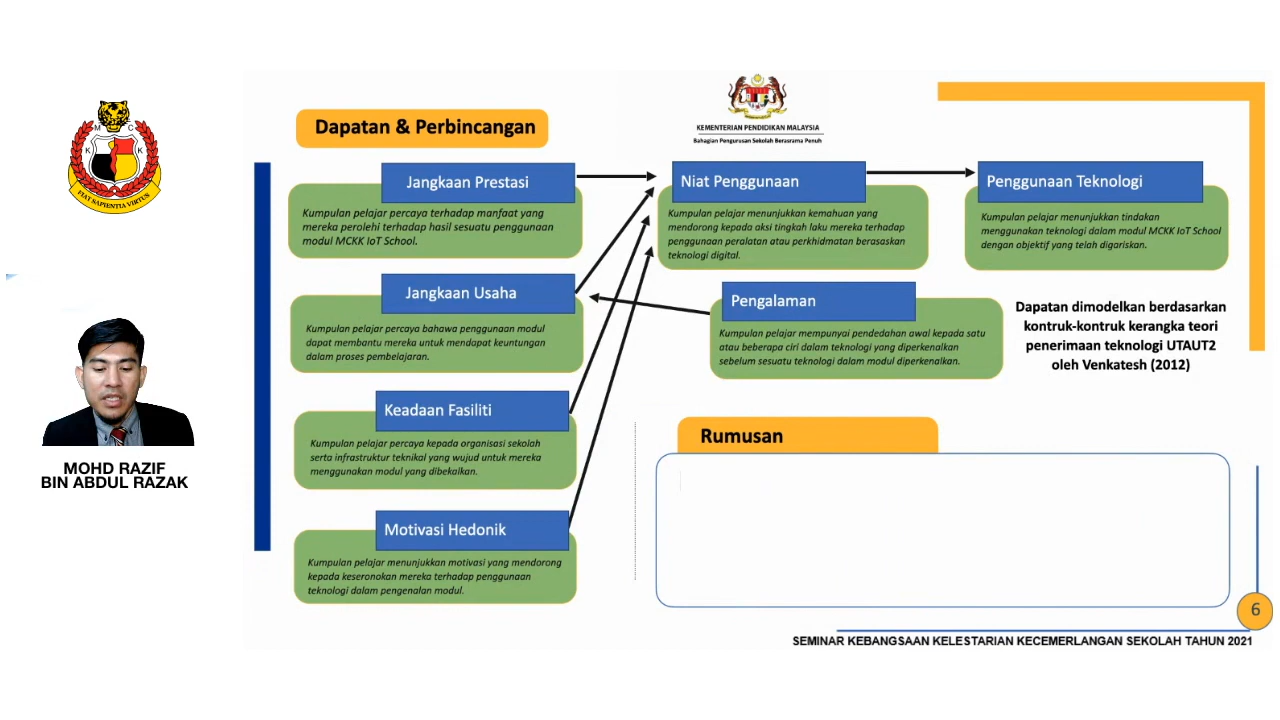 M C
K K
FIAT SAPIENTIA VIRTUS
MOHD RAZIF
BIN ABDUL RAZAK
KEMENTERIAN PENDIDIKAN MALAYSIA
Bahagian Pengurusan Sekolah Berasrama Penuh
Dapatan & Perbincangan
Jangkaan Prestasi
Kumpulan pelajar percaya terhadap manfaat yang
mereka perolehi terhadap hasil sesuatu penggunaan
modul MCKK IoT School.
Jangkaan Usaha
Kumpulan pelajar percaya bahawa penggunaan modul
dapat membantu mereka untuk mendapat keuntungan
dalam proses pembelajaran.
Keadaan Fasiliti
Kumpulan pelajar percaya kepada organisasi sekolah
serta infrastruktur teknikal yang wujud untuk mereka
menggunakan modul yang dibekalkan.
Motivasi Hedonik
Kumpulan pelajar menunjukkan motivasi yang mendorong
kepada keseronokan mereka terhadap penggunaan
teknologi dalam pengenalan modul.
Niat Penggunaan
Kumpulan pelajar menunjukkan kemahuan yang
mendorong kepada aksi tingkah laku mereka terhadap
penggunaan peralatan atau perkhidmatan berasaskan
teknologi digital.
Penggunaan Teknologi
Kumpulan pelajar menunjukkan tindakan
menggunakan teknologi dalam modul MCKK IoT School
dengan objektif yang telah digariskan.
Pengalaman
Kumpulan pelajar mempunyai pendedahan awal kepada satu
atau beberapa ciri dalam teknologi yang diperkenalkan
sebelum sesuatu teknologi dalam modul diperkenalkan.
Dapatan dimodelkan berdasarkan
kontruk-kontruk kerangka teori
penerimaan teknologi UTAUT2
oleh Venkatesh (2012)
Rumusan
6
SEMINAR KEBANGSAAN KELESTARIAN KECEMERLANGAN SEKOLAH TAHUN 2021